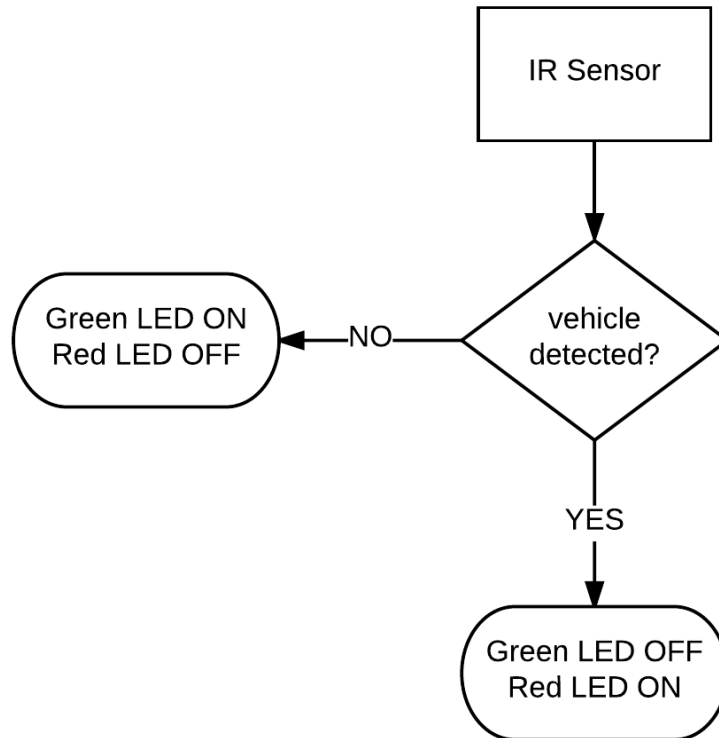 IR Sensor
vehicle
detected?
NO
Green LED ON
Red LED OFF
YES
Green LED OFF
Red LED ON